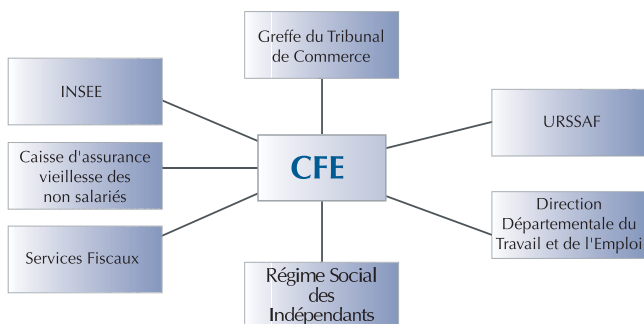 Greffe du Tribunal
de Commerce
INSEE
URSSAF
Caisse d'assurance
vieillesse des
non salariés
CFE
Direction
Départementale du
Travail et de l'Emploi
Services Fiscaux
Régime Social
des
Indépendants